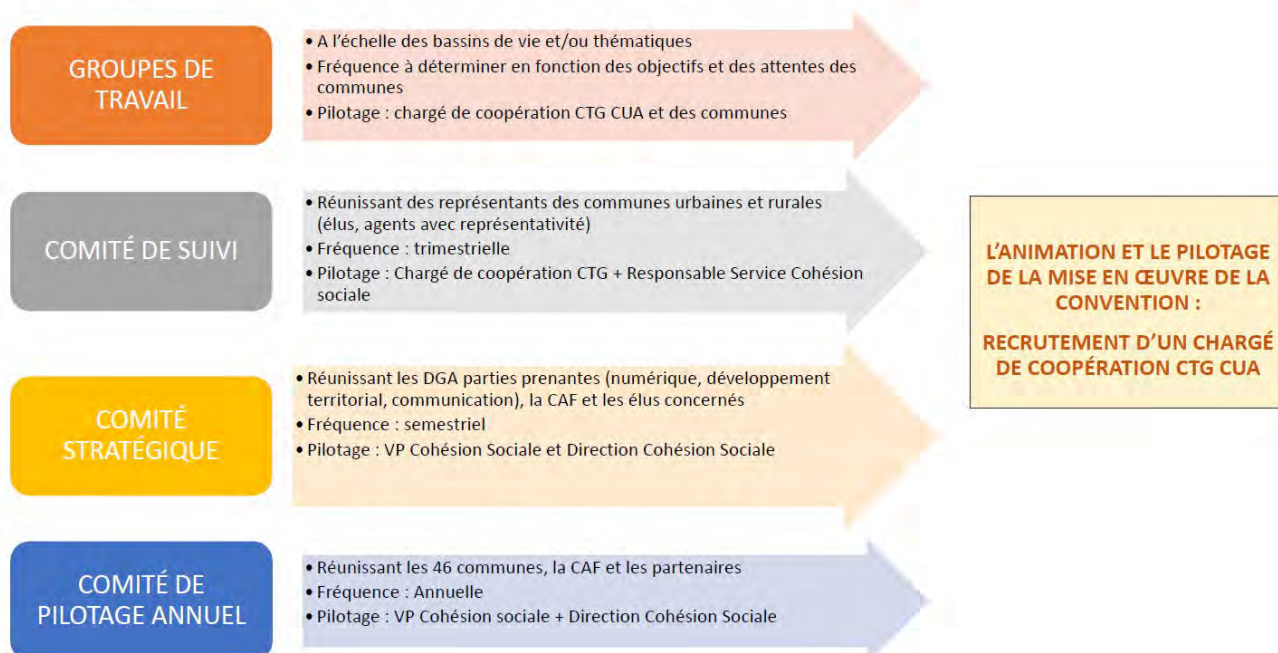 GROUPES DE
TRAVAIL
• A l'échelle des bassins de vie et/ou thématiques
• Fréquence à déterminer en fonction des objectifs et des attentes des
communes
• Pilotage : chargé de coopération CTG CUA et des communes
COMITÉ DE SUIVI
• Réunissant des représentants des communes urbaines et rurales
(élus, agents avec représentativité)
• Fréquence : trimestrielle
• Pilotage : Chargé de coopération CTG + Responsable Service Cohésion
sociale
COMITÉ
STRATÉGIQUE
• Réunissant les DGA parties prenantes (numérique, développement
territorial, communication), la CAF et les élus concernés
• Fréquence : semestriel
• Pilotage : VP Cohésion Sociale et Direction Cohésion Sociale
COMITÉ DE
PILOTAGE ANNUEL
• Réunissant les 46 communes, la CAF et les partenaires
• Fréquence : Annuelle
• Pilotage : VP Cohésion sociale + Direction Cohésion Sociale
L'ANIMATION ET LE PILOTAGE
DE LA MISE EN ŒUVRE DE LA
CONVENTION :
RECRUTEMENT D'UN CHARGÉ
DE COOPÉRATION CTG CUA